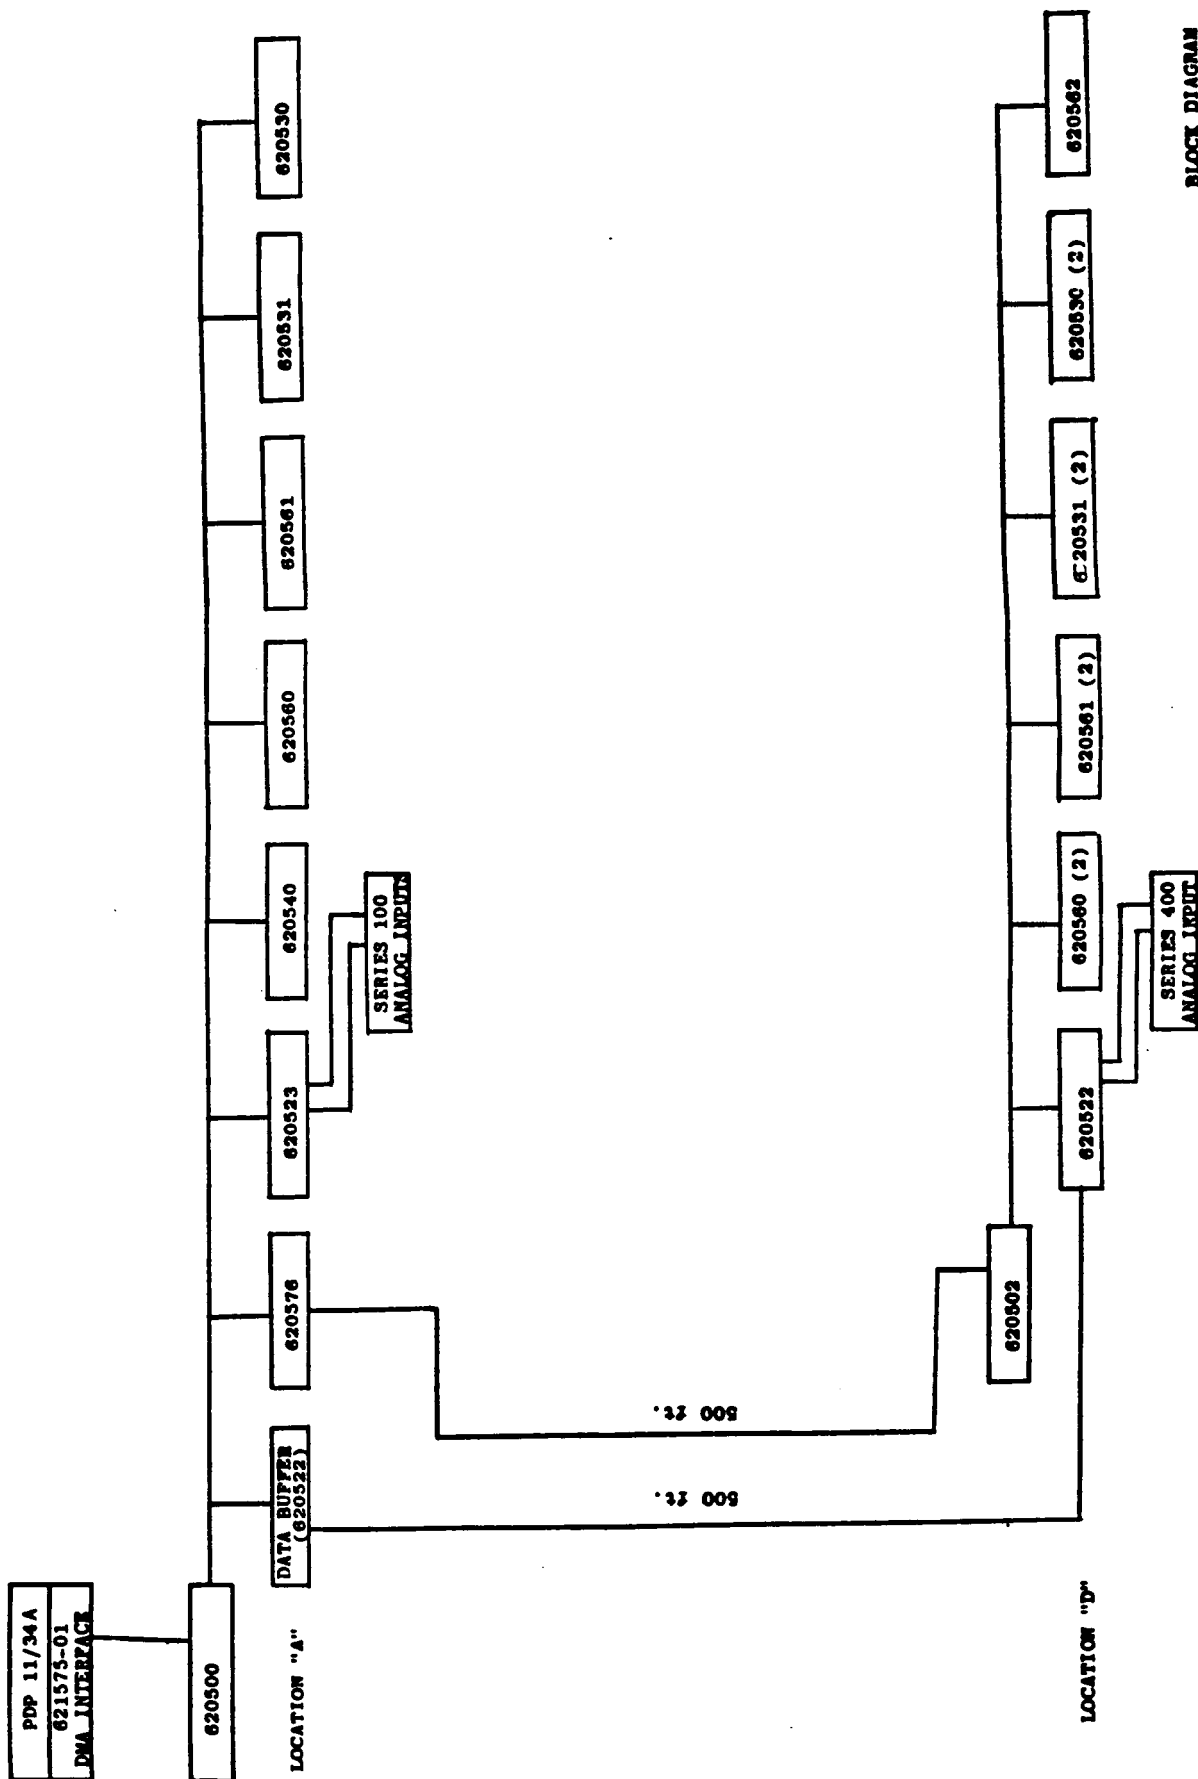 PDP 11/34A
621575-01
DMA INTERFACE
620500
LOCATION "A"
DATA BUFFER
(620522)
620576
620523
620540
620560
620561
620531
620530
SERIES 100
ANALOG INPUTS
500 ft.
500 ft.
620502
LOCATION "D"
620522
620560 (2)
620561 (2)
620531 (2)
620530 (2)
620562
SERIES 400
ANALOG INPUT
BLOCK DIAGRAM